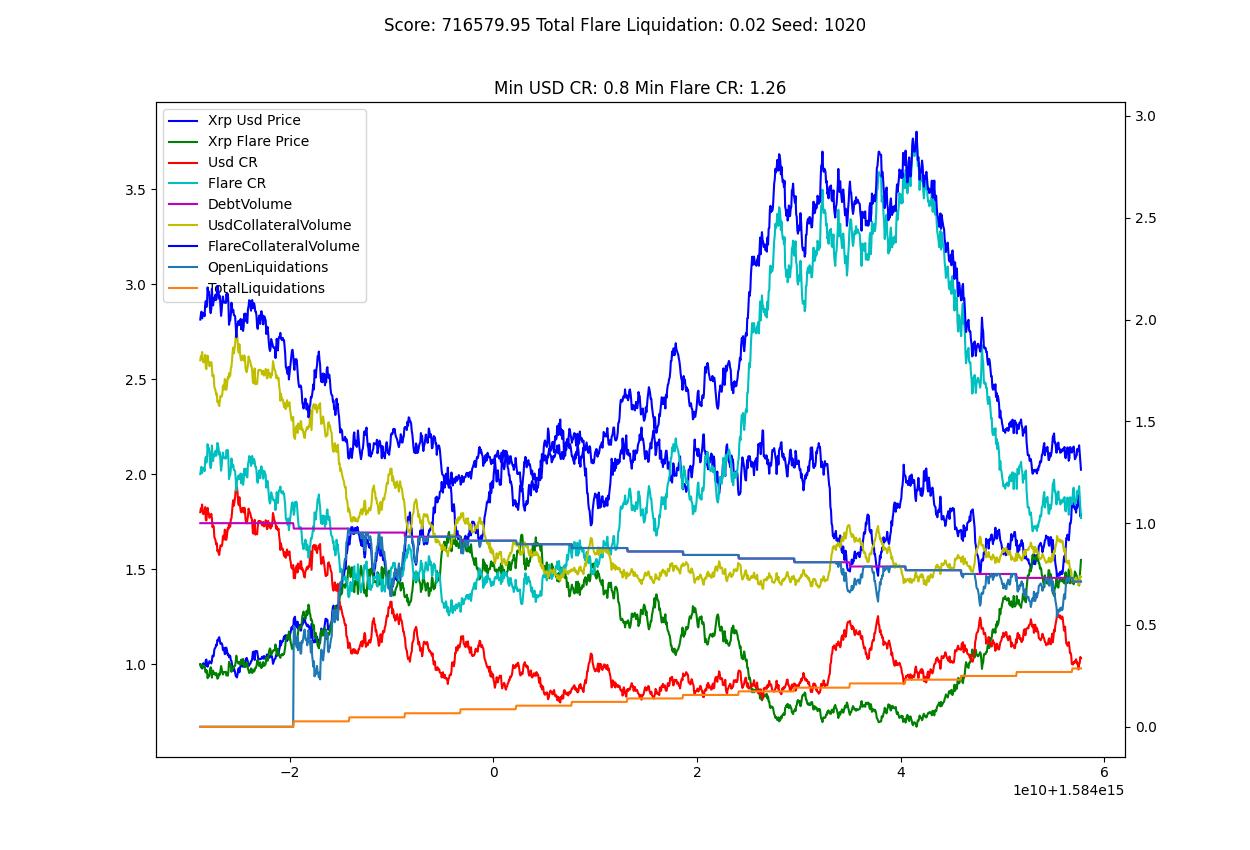 Score: 716579.95 Total Flare Liquidation: 0.02 Seed: 1020
Min USD CR: 0.8 Min Flare CR: 1.26
Xrp Usd Price
Xrp Flare Price
Usd CR
Flare CR
DebtVolume
UsdCollateralVolume
FlareCollateralVolume
OpenLiquidations
TotalLiquidations
3.5
3.0
2.5
2.0
1.5
1.0
3.0
2.5
2.0
1.5
1.0
0.5
0.0
−2
0
2
4
6
1e10+1.584e15